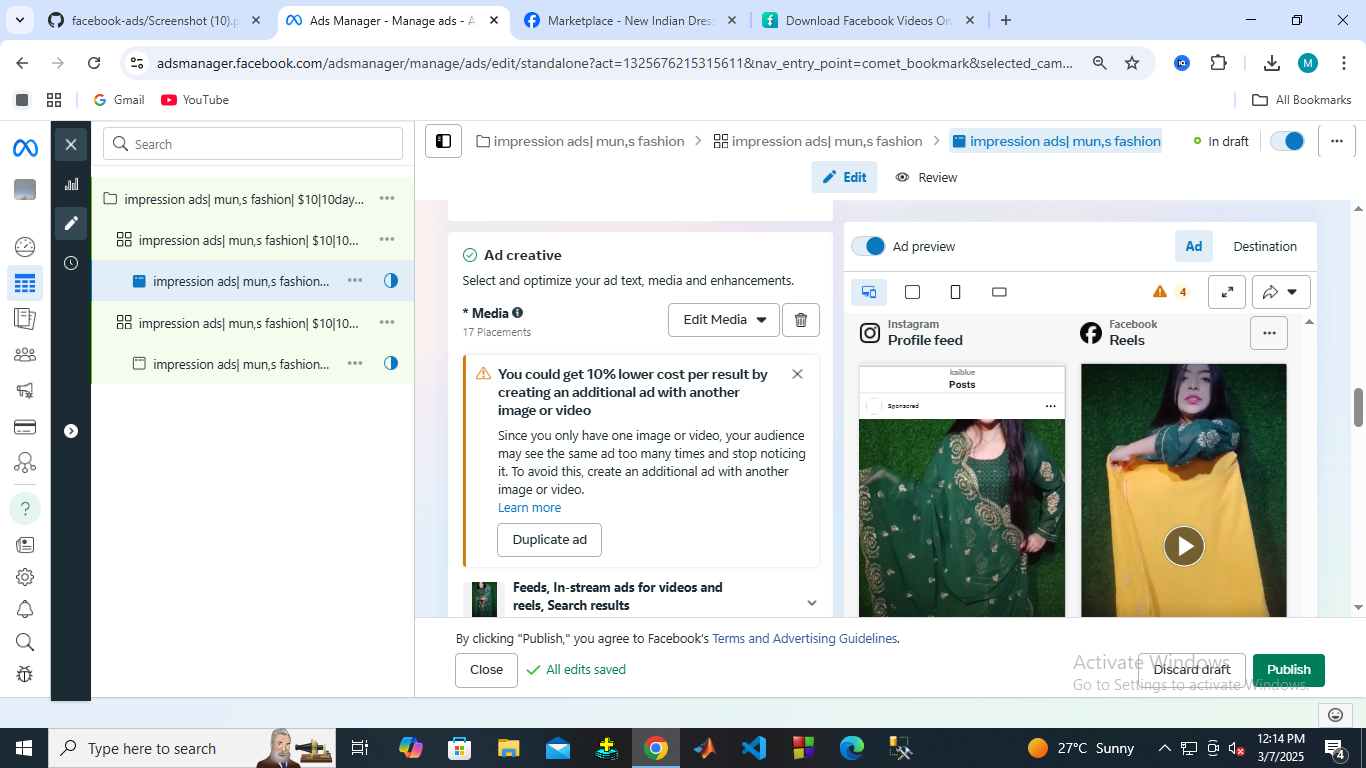 facebook-ads/Screenshot (10).p
Ads Manager - Manage ads - A
Marketplace - New Indian Dress
Download Facebook Videos On
adsmanager.facebook.com/adsmanager/manage/ads/edit/standalone?act=1325676215315611&nav_entry_point=comet_bookmark&selected_cam...
M
Gmail
YouTube
All Bookmarks
Search
impression ads| mun,s fashion
impression ads| mun,s fashion
impression ads| mun,s fashion
In draft
Edit
Review
impression ads| mun,s fashion| $10|10day...
impression ads| mun,s fashion| $10|10...
impression ads| mun,s fashion...
impression ads| mun,s fashion| $10|10...
impression ads| mun,s fashion...
Ad creative
Select and optimize your ad text, media and enhancements.
* Media
17 Placements
Edit Media
You could get 10% lower cost per result by
creating an additional ad with another
image or video
Since you only have one image or video, your audience
may see the same ad too many times and stop noticing
it. To avoid this, create an additional ad with another
image or video.
Learn more
Duplicate ad
Feeds, In-stream ads for videos and
reels, Search results
Ad preview
Ad
Destination
4
Instagram
Profile feed
Facebook
Reels
kaiblue
Posts
Sponsored
By clicking "Publish," you agree to Facebook's Terms and Advertising Guidelines.
Close
All edits saved
Discard draft
Publish
Activate Windows
Go to Settings to activate Windows.
Type here to search
27°C Sunny
12:14 PM
3/7/2025
4